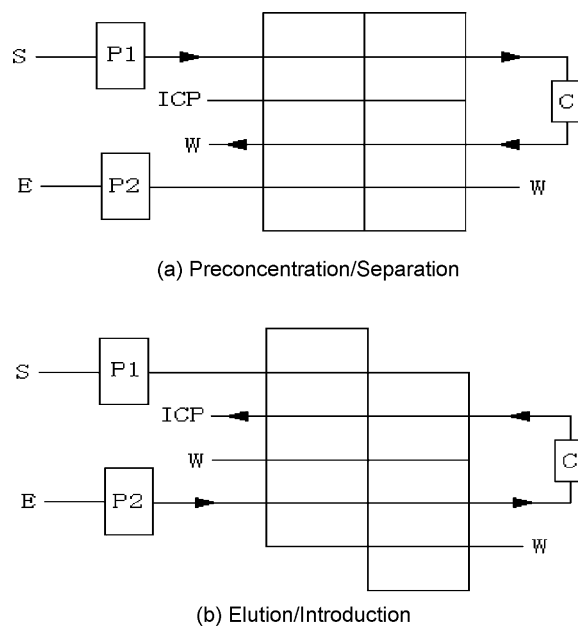 S P1
ICP
C
W
E P2 W
(a) Preconcentration/Separation
S P1
ICP
C
W
E P2
W
(b) Elution/Introduction